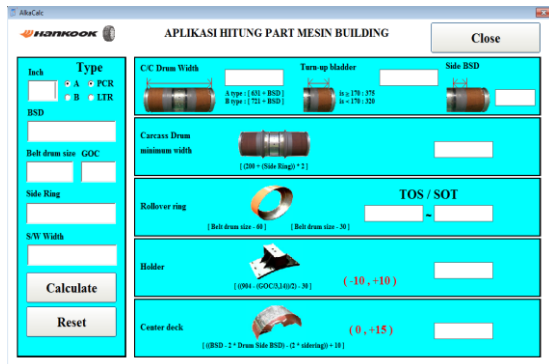 AlkaCalc
HANKOOK
APLIKASI HITUNG PART MESIN BUILDING
Close
Inch
Type
A
PCR
B
LTR
BSD
Belt drum size
GOC
Side Ring
S/W Width
Calculate
Reset
C/C Drum Width
A type : [ 631 + BSD ]
B type : [ 721 + BSD ]
Turn-up bladder
is ≥ 170 : 375
is < 170 : 320
Side BSD
Carcass Drum
minimum width
[ (200 + (Side Ring)) * 2 ]
Rollover ring
[ Belt drum size - 60 ]
[ Belt drum size - 30 ]
TOS / SOT
~
Holder
[ ((904 - (GOC/3,14))/2) - 30 ]
( -10 , +10 )
Center deck
[ ((BSD - 2 * Drum Side BSD) - (2 * sidering)) + 10 ]
( 0 , +15 )